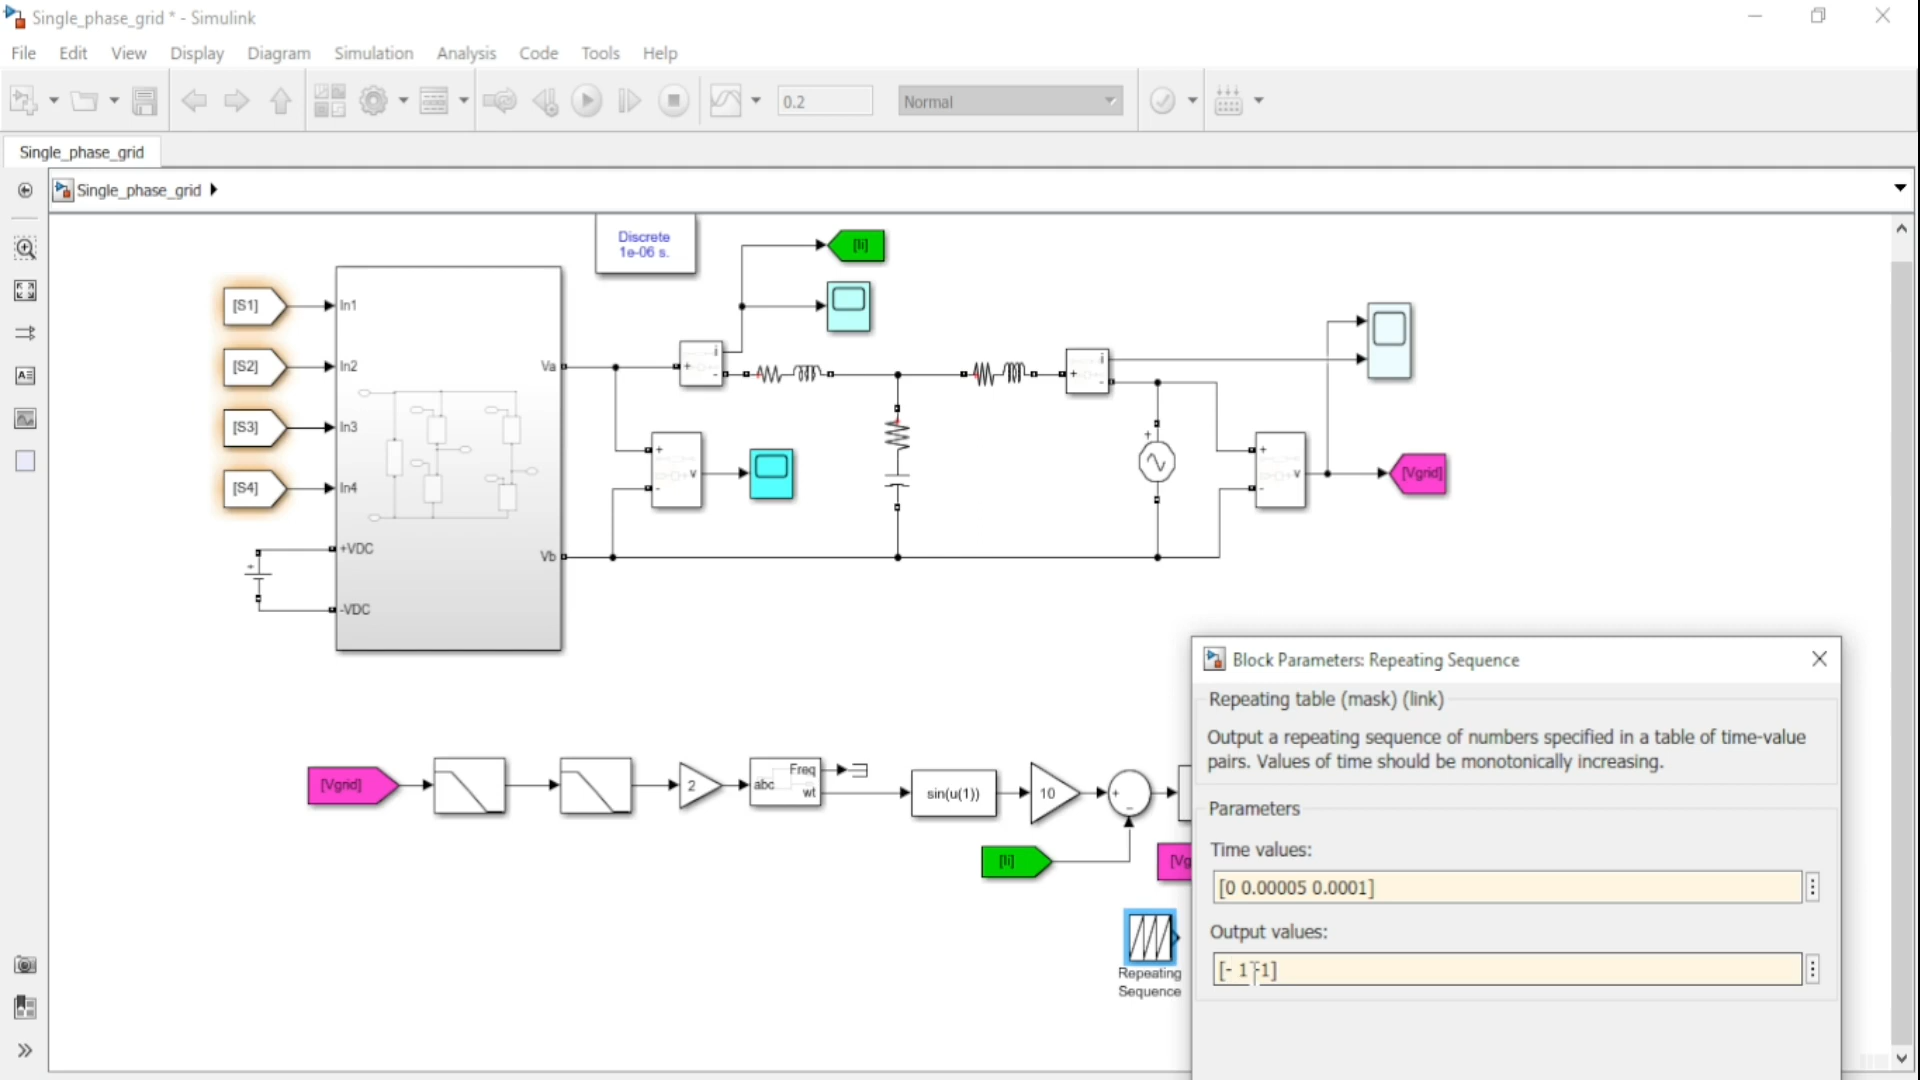 Single_phase_grid * - Simulink
File Edit View Display Diagram Simulation Analysis Code Tools Help
0.2 Normal
Single_phase_grid
Single_phase_grid
Discrete
1e-06 s.
[Ii]
[S1] In1
[S2] In2 Va
i
+ -
i
+ -
[S3] In3
+
- v
+
+
- v
[Vgrid]
[S4] In4
+
+VDC Vb
-VDC
[Vgrid] 2 abc Freq wt sin(u(1)) 10 + -
[Ii] [Vg
Repeating
Sequence
Block Parameters: Repeating Sequence
Repeating table (mask) (link)
Output a repeating sequence of numbers specified in a table of time-value
pairs. Values of time should be monotonically increasing.
Parameters
Time values:
[0 0.00005 0.0001]
Output values:
[- 1 -1]